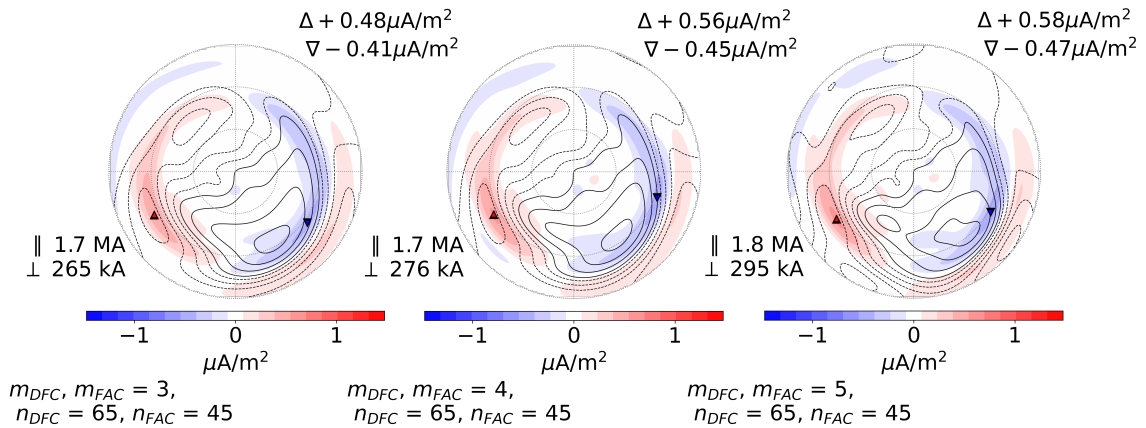 Δ + 0.48μA/m²
∇ − 0.41μA/m²
∥ 1.7 MA
⊥ 265 kA
−1 0 1
μA/m²
m_DFC, m_FAC = 3,
n_DFC = 65, n_FAC = 45
Δ + 0.56μA/m²
∇ − 0.45μA/m²
∥ 1.7 MA
⊥ 276 kA
−1 0 1
μA/m²
m_DFC, m_FAC = 4,
n_DFC = 65, n_FAC = 45
Δ + 0.58μA/m²
∇ − 0.47μA/m²
∥ 1.8 MA
⊥ 295 kA
−1 0 1
μA/m²
m_DFC, m_FAC = 5,
n_DFC = 65, n_FAC = 45